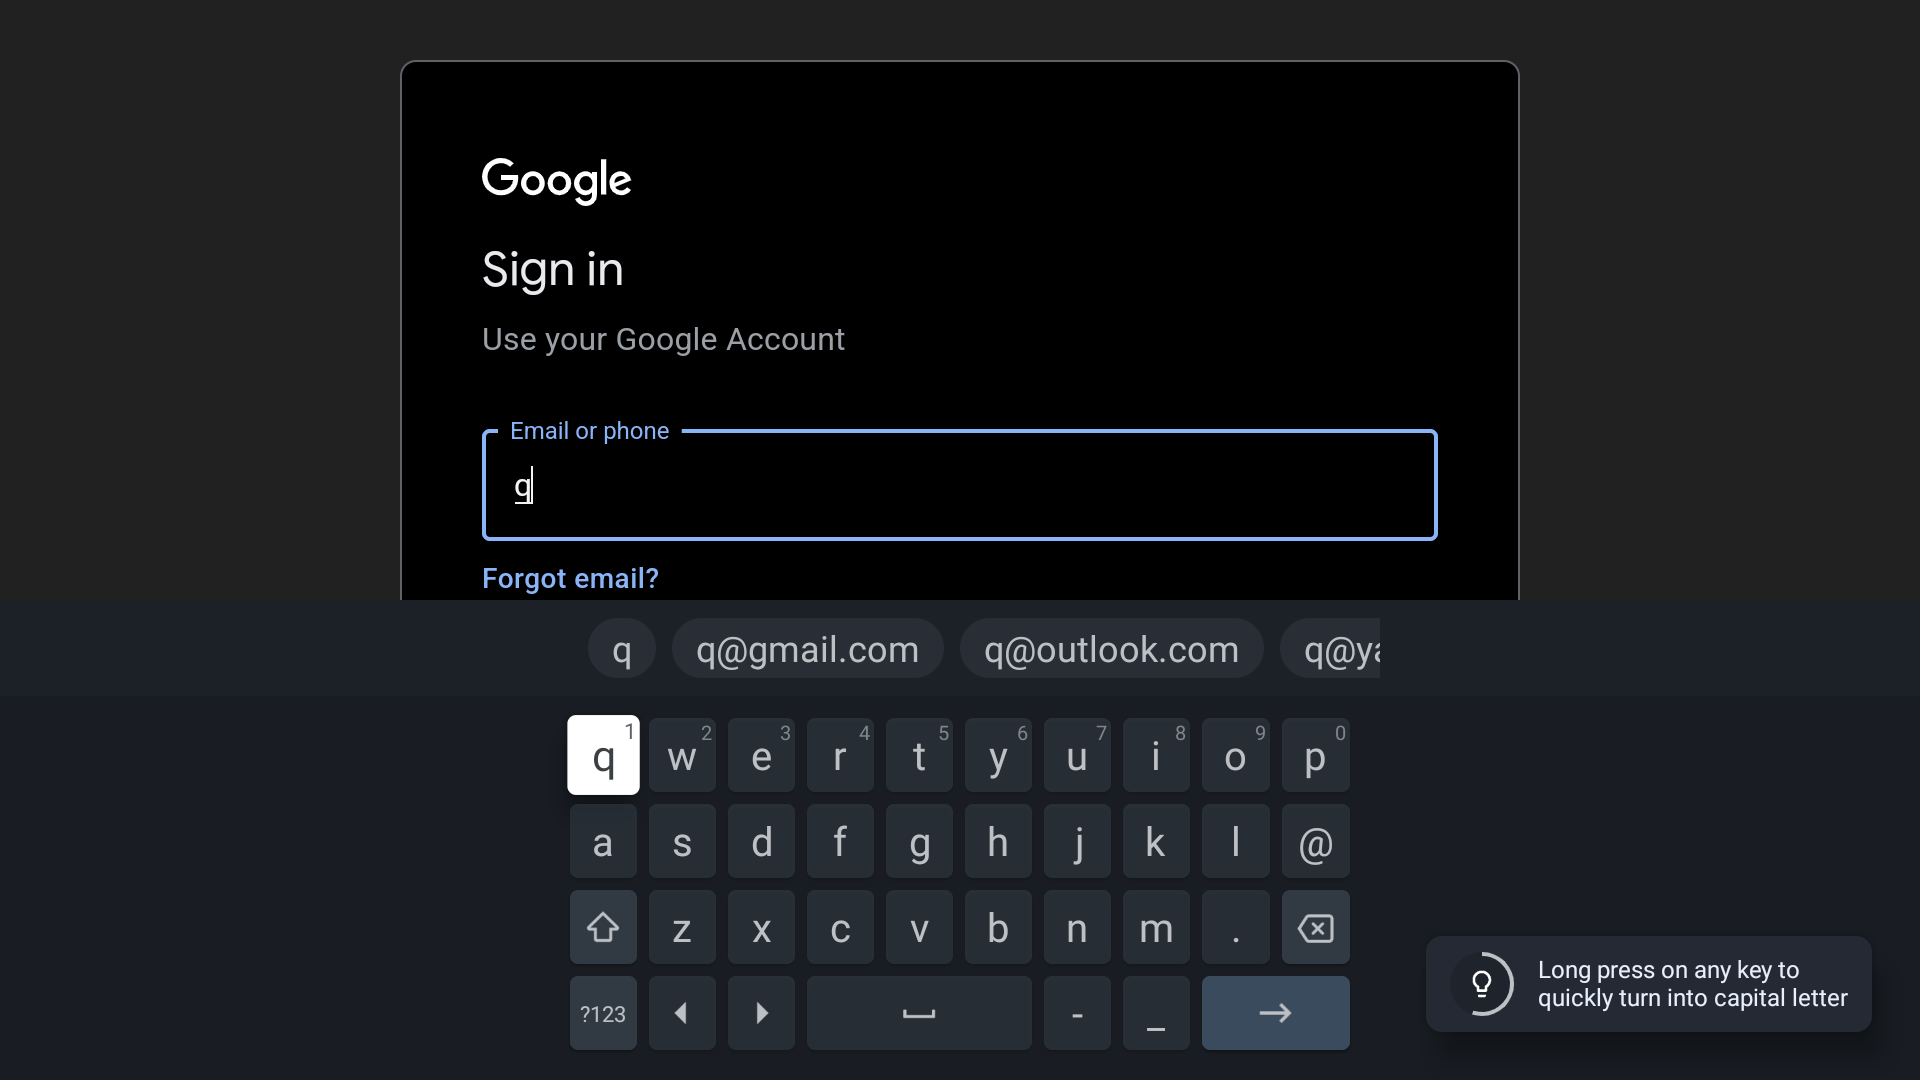 Google
Sign in
Use your Google Account
Email or phone
q
Forgot email?
q q@gmail.com q@outlook.com q@ya
q 1 w 2 e 3 r 4 t 5 y 6 u 7 i 8 o 9 p 0
a s d f g h j k l @
z x c v b n m .
?123 - _
Long press on any key to
quickly turn into capital letter